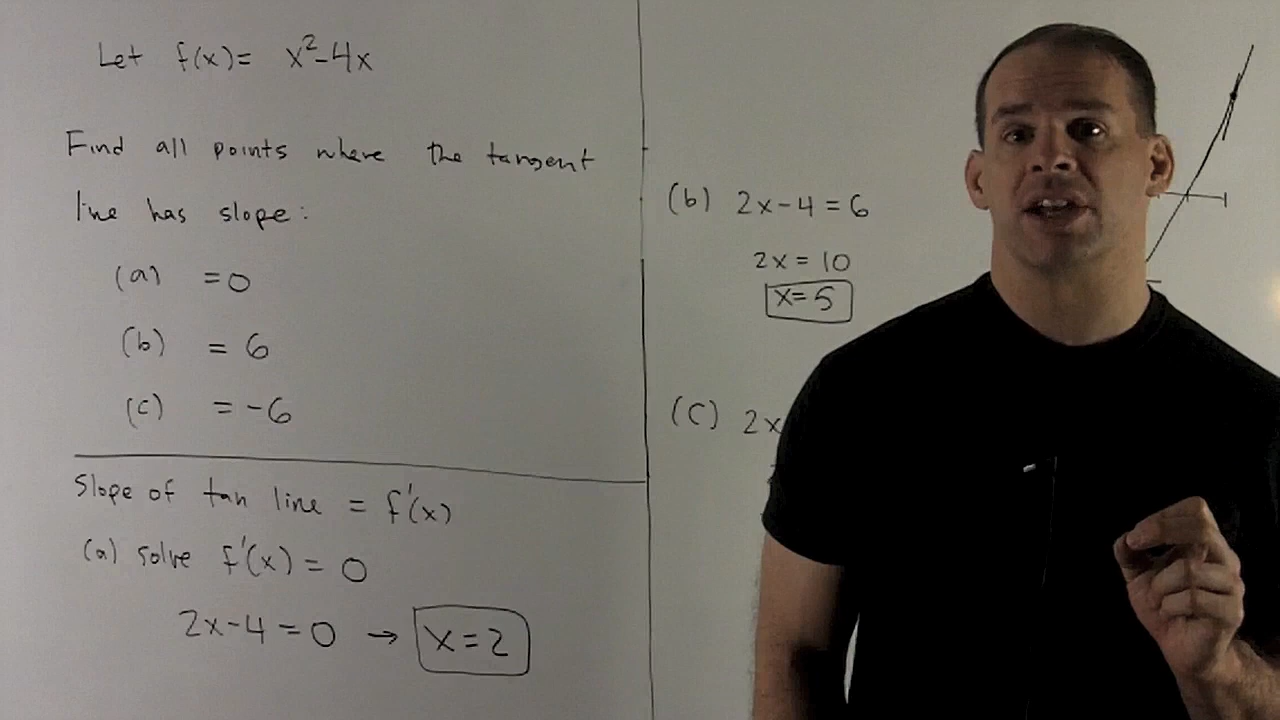 Let f(x)= x²-4x
Find all points where the tangent
line has slope:
(a) =0
(b) = 6
(c) =-6
Slope of tan line = f'(x)
(a) solve f'(x) = 0
2x-4=0 → x=2
(b) 2x-4=6
2x = 10
x=5
(c) 2x